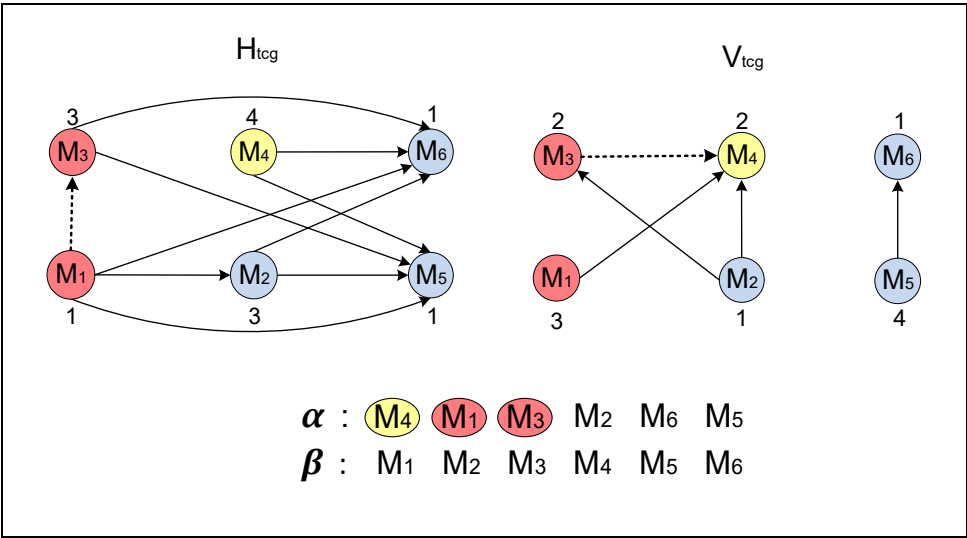 Htcg
Vtcg
3 4 1
M3 M4 M6
M1 M2 M5
1 3 1
2 2 1
M3 M4 M6
M1 M2 M5
3 1 4
α : M4 M1 M3 M2 M6 M5
β : M1 M2 M3 M4 M5 M6